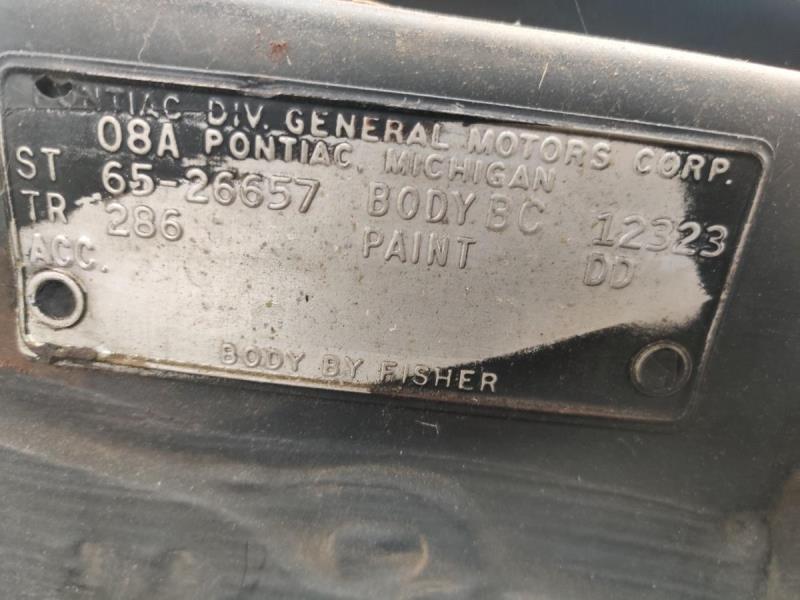 PONTIAC DIV. GENERAL MOTORS CORP.
08A PONTIAC, MICHIGAN
ST 65-26657 BODY BC 12323
TR 286 PAINT DD
ACC.
BODY BY FISHER